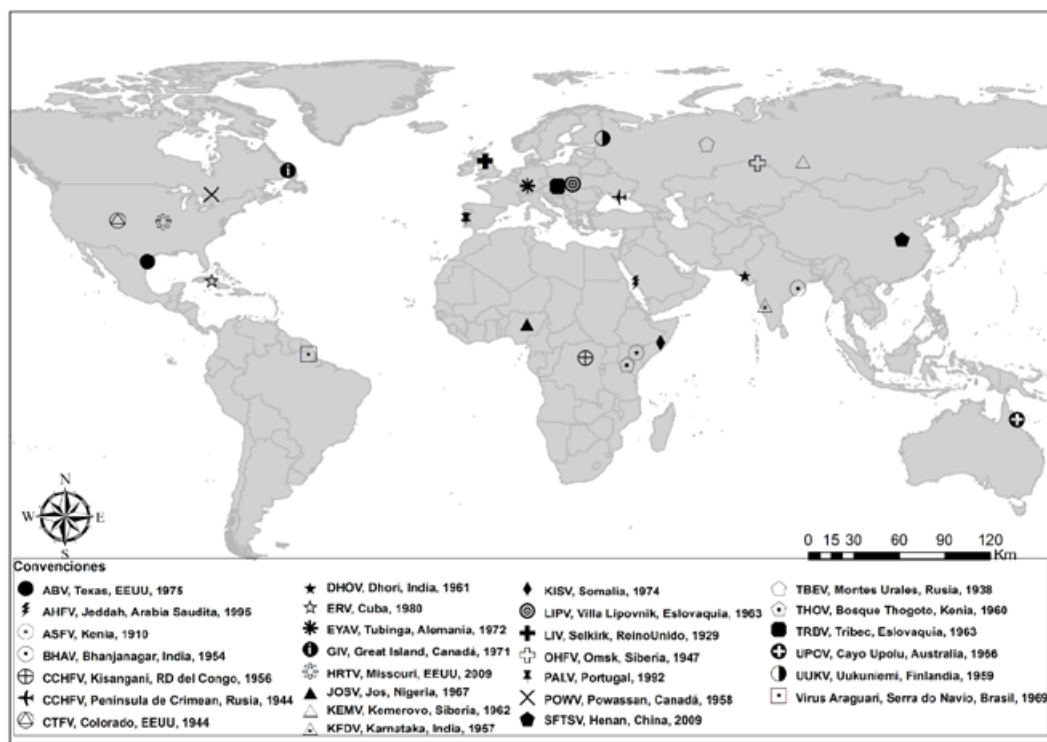 N
W E
S
0 15 30 60 90 120
Km
Convenciones
ABV, Texas, EEUU, 1975
AHFV, Jeddah, Arabia Saudita, 1995
ASFV, Kenia, 1910
BHAV, Bhanjanagar, India, 1954
CCHFV, Kisangani, RD del Congo, 1956
CCHFV, Península de Crimean, Rusia, 1944
CTFV, Colorado, EEUU, 1944
DHOV, Dhori, India, 1961
ERV, Cuba, 1980
EYAV, Tubinga, Alemania, 1972
GIV, Great Island, Canadá, 1971
HRTV, Missouri, EEUU, 2009
JOSV, Jos, Nigeria, 1967
KEMV, Kemerovo, Siberia, 1962
KFDV, Karnataka, India, 1957
KISV, Somalia, 1974
LIPV, Villa Lipovnik, Eslovaquia, 1963
LIV, Selkirk, ReinoUnido, 1929
OHFV, Omsk, Siberia, 1947
PALV, Portugal, 1992
POWV, Powassan, Canadá, 1958
SFTSV, Henan, China, 2009
TBEV, Montes Urales, Rusia, 1938
THOV, Bosque Thogoto, Kenia, 1960
TRBV, Tribec, Eslovaquia, 1963
UPOV, Cayo Upolu, Australia, 1966
UUKV, Uukuniemi, Finlandia, 1959
Virus Araguari, Serra do Navio, Brasil, 1969